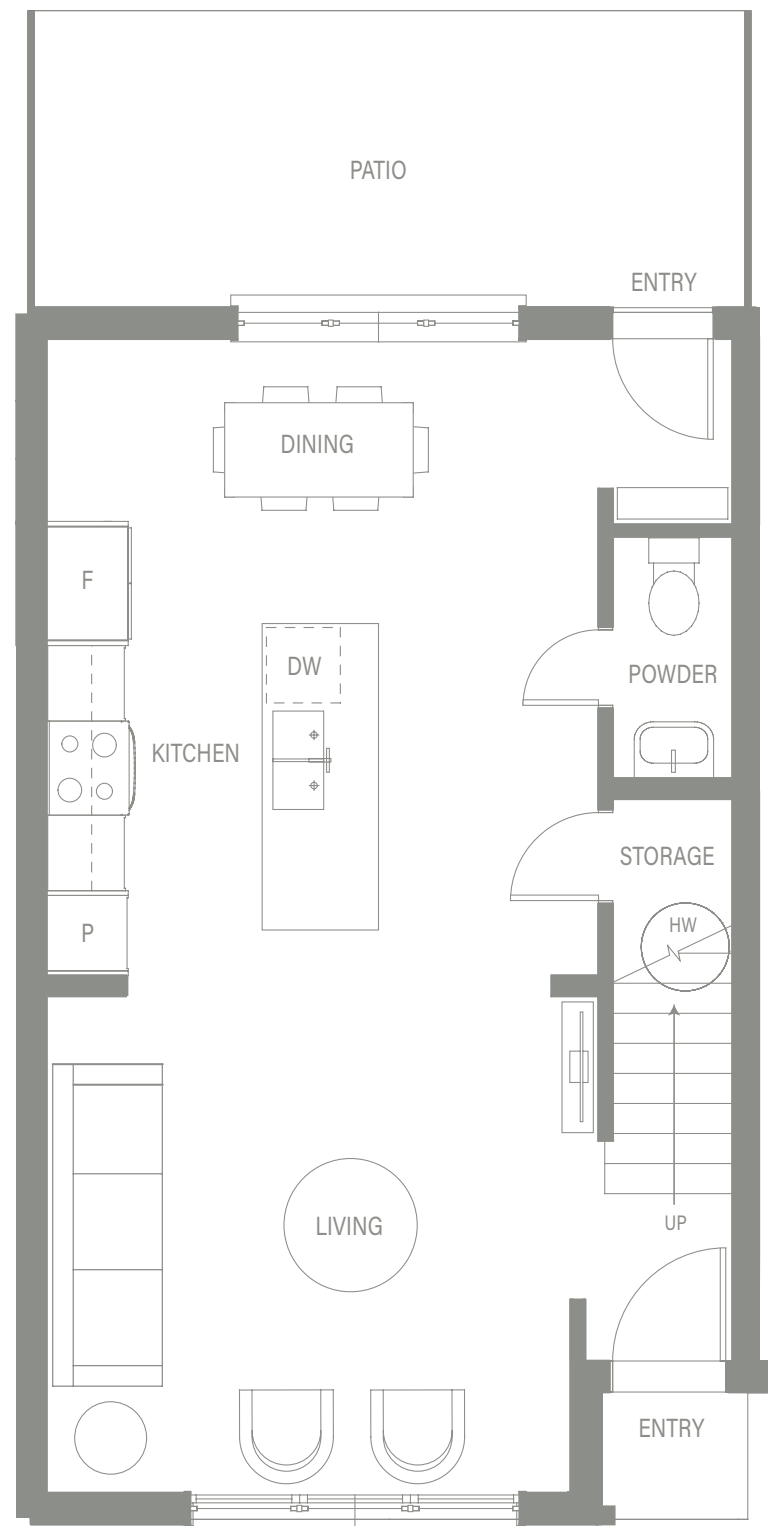 PATIO
ENTRY
DINING
F
DW
POWDER
KITCHEN
STORAGE
HW
P
UP
LIVING
ENTRY